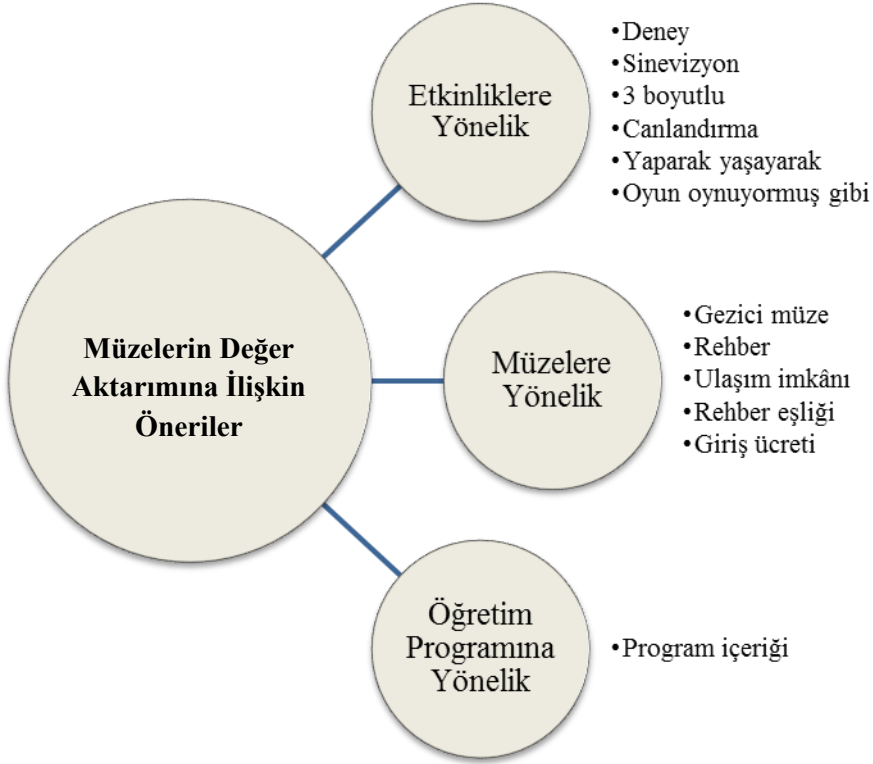 Müzelerin Değer
Aktarımına İlişkin
Öneriler
Etkinliklere
Yönelik
•Deney
•Sinevizyon
•3 boyutlu
•Canlandırma
•Yaparak yaşayarak
•Oyun oynuyormuş gibi
Müzelere
Yönelik
•Gezici müze
•Rehber
•Ulaşım imkânı
•Rehber eşliği
•Giriş ücreti
Öğretim
Programına
Yönelik
•Program içeriği